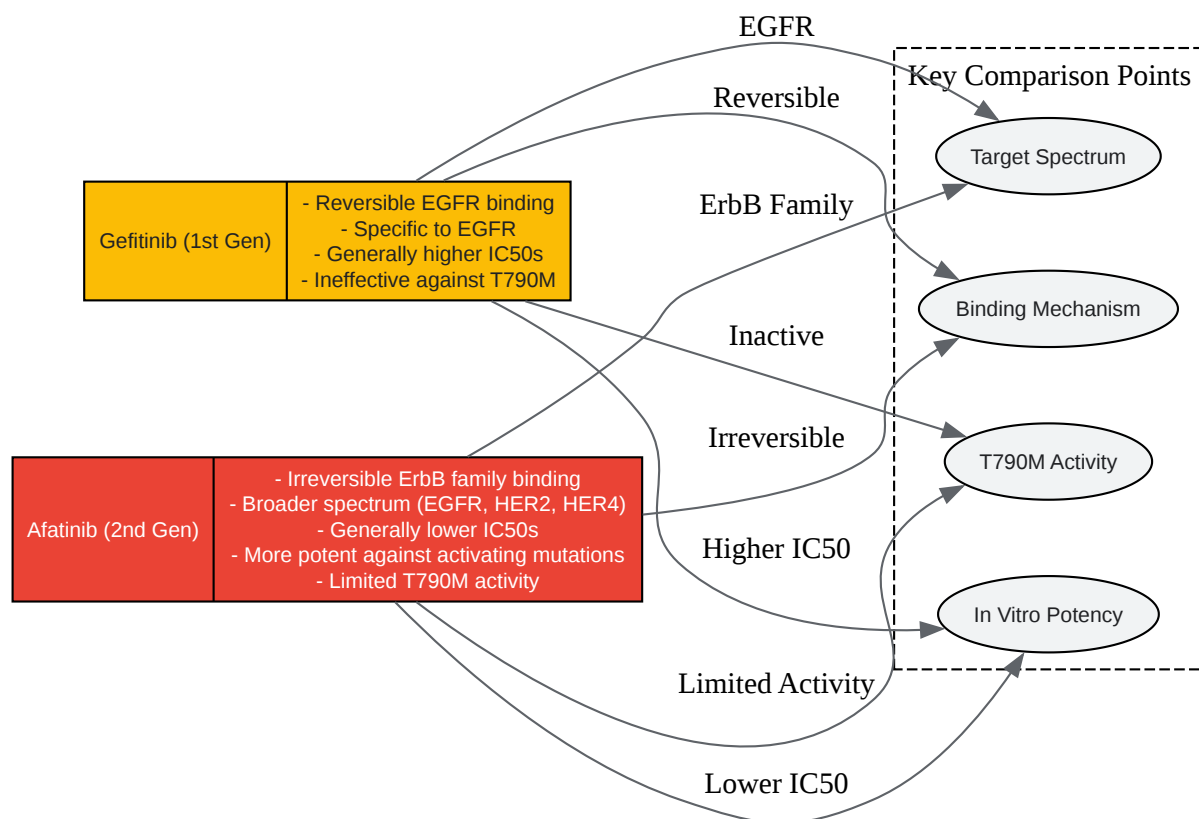 EGFR
Key Comparison Points
Reversible
Target Spectrum
ErbB Family
Gefitinib (1st Gen)
- Reversible EGFR binding
- Specific to EGFR
- Generally higher IC50s
- Ineffective against T790M
Binding Mechanism
Inactive
Irreversible
T790M Activity
Afatinib (2nd Gen)
- Irreversible ErbB family binding
- Broader spectrum (EGFR, HER2, HER4)
- Generally lower IC50s
- More potent against activating mutations
- Limited T790M activity
Higher IC50
In Vitro Potency
Limited Activity
Lower IC50